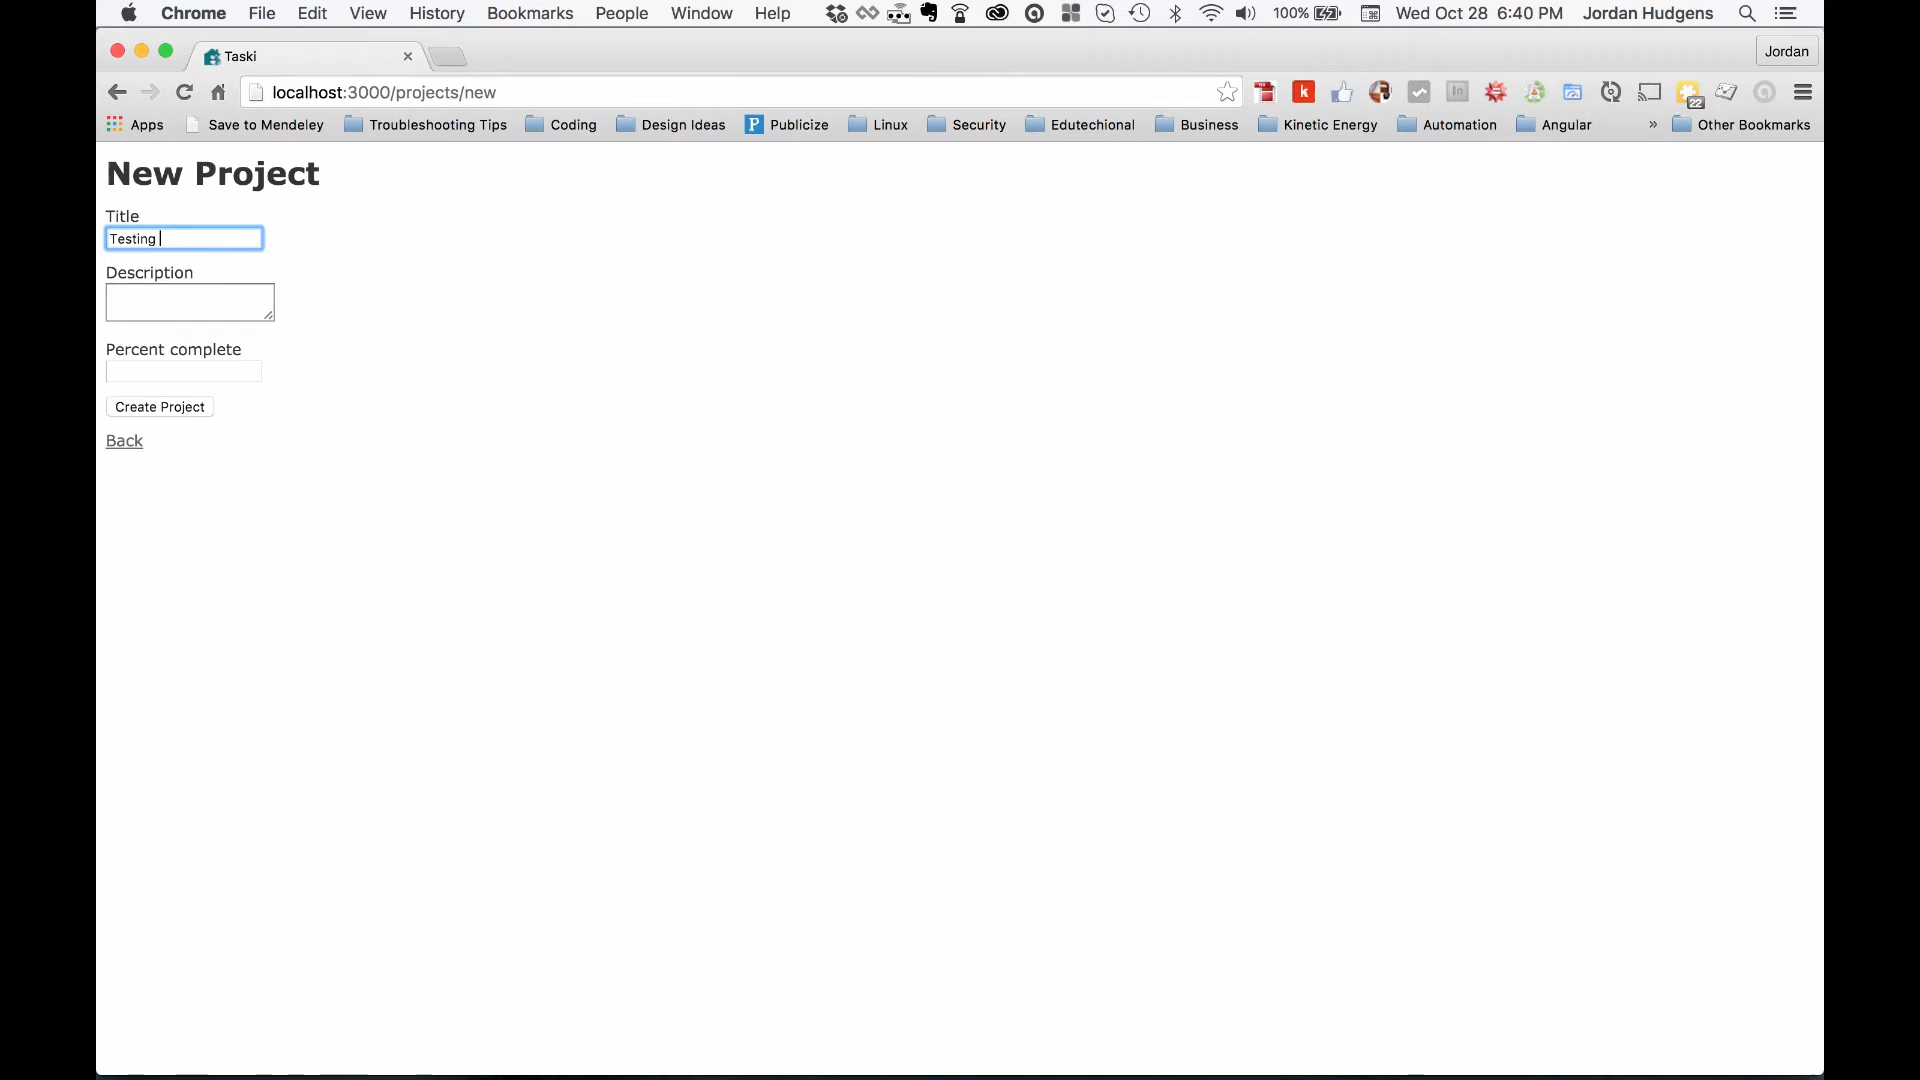 Chrome File Edit View History Bookmarks People Window Help 100% Wed Oct 28 6:40 PM Jordan Hudgens
Taski Jordan
localhost:3000/projects/new 22
Apps Save to Mendeley Troubleshooting Tips Coding Design Ideas Publicize Linux Security Edutechional Business Kinetic Energy Automation Angular » Other Bookmarks
New Project
Title
Testing
Description
Percent complete
Create Project
Back